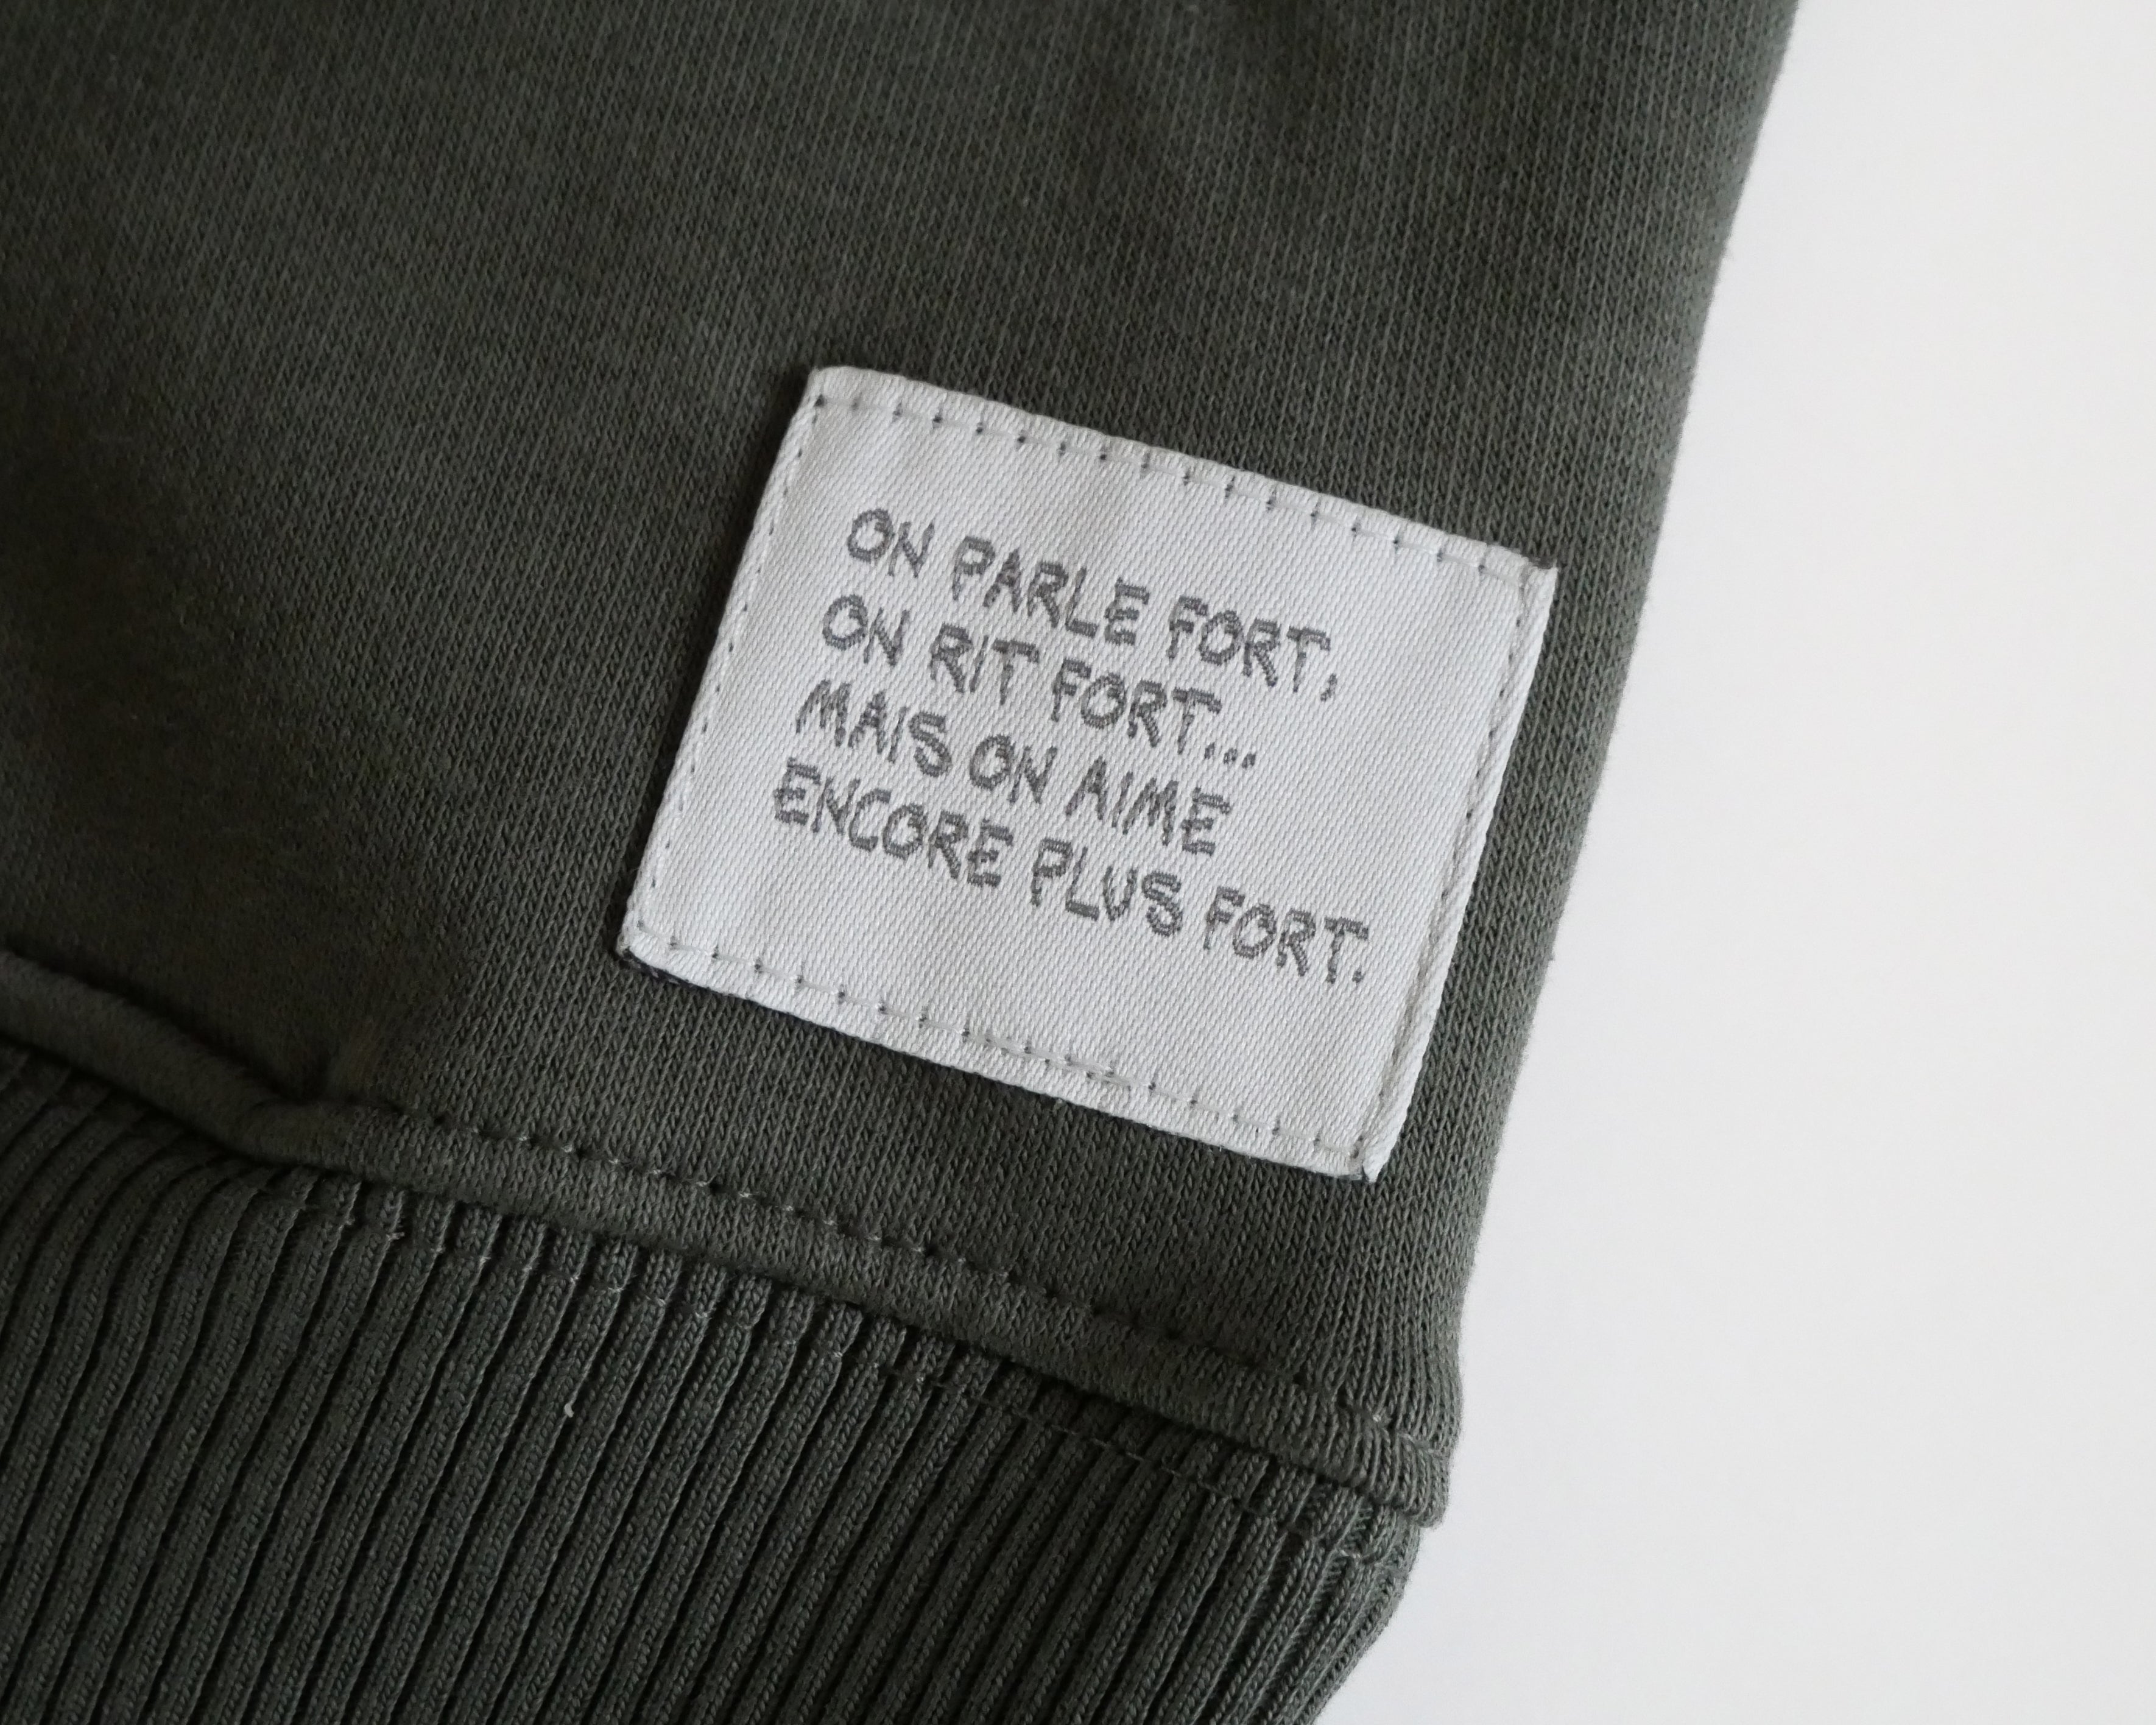 ON PARLE FORT,
ON RIT FORT...
MAIS ON AIME
ENCORE PLUS FORT.